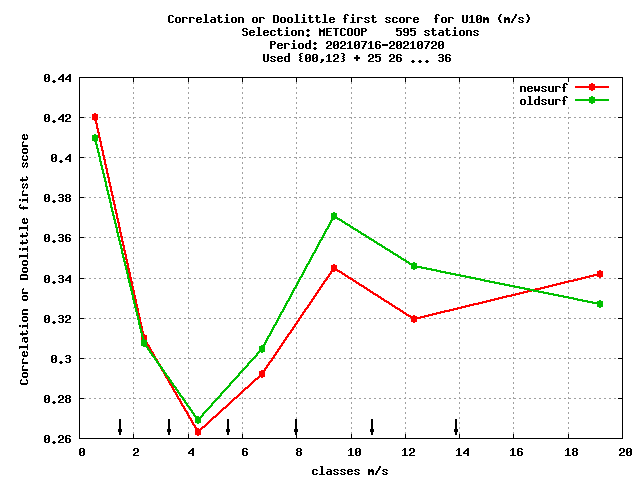 Correlation or Doolittle first score  for U10m (m/s)
Selection: METCOOP    595 stations
Period: 20210716-20210720
Used {00,12} + 25 26 ... 36
newsurf
oldsurf
Correlation or Doolittle first score
0.44
0.42
0.4
0.38
0.36
0.34
0.32
0.3
0.28
0.26
0 2 4 6 8 10 12 14 16 18 20
classes m/s